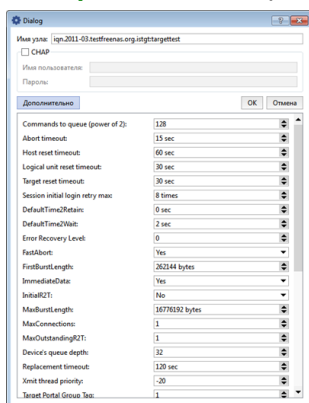 Dialog
Имя узла: iqn.2011-03.testfreenas.org.istgt:targettest
CHAP
Имя пользователя:
Пароль:
Дополнительно OK Отмена
Commands to queue (power of 2): 128
Abort timeout: 15 sec
Host reset timeout: 60 sec
Logical unit reset timeout: 30 sec
Target reset timeout: 30 sec
Session initial login retry max: 8 times
DefaultTime2Retain: 0 sec
DefaultTime2Wait: 2 sec
Error Recovery Level: 0
FastAbort: Yes
FirstBurstLength: 262144 bytes
ImmediateData: Yes
InitialR2T: No
MaxBurstLength: 16776192 bytes
MaxConnections: 1
MaxOutstandingR2T: 1
Device's queue depth: 32
Replacement timeout: 120 sec
Xmit thread priority: -20
Target Portal Group Tag: 1